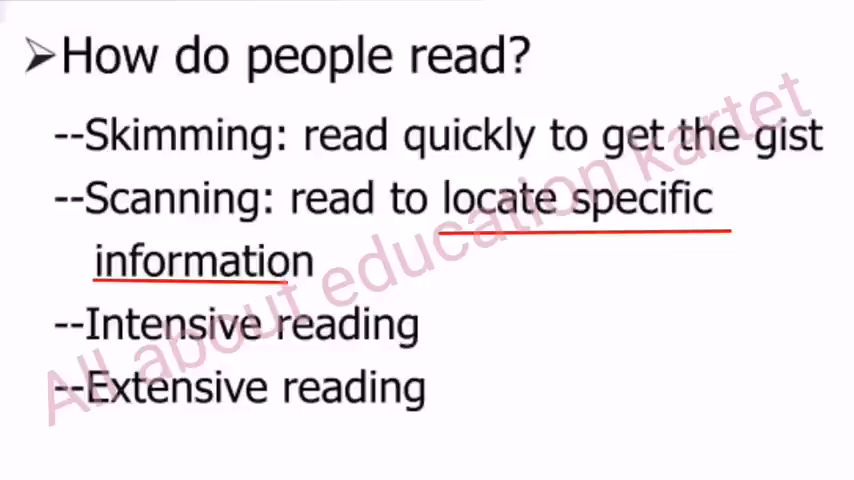 ➢How do people read?
--Skimming: read quickly to get the gist
--Scanning: read to locate specific
information
--Intensive reading
--Extensive reading
All about education kartet